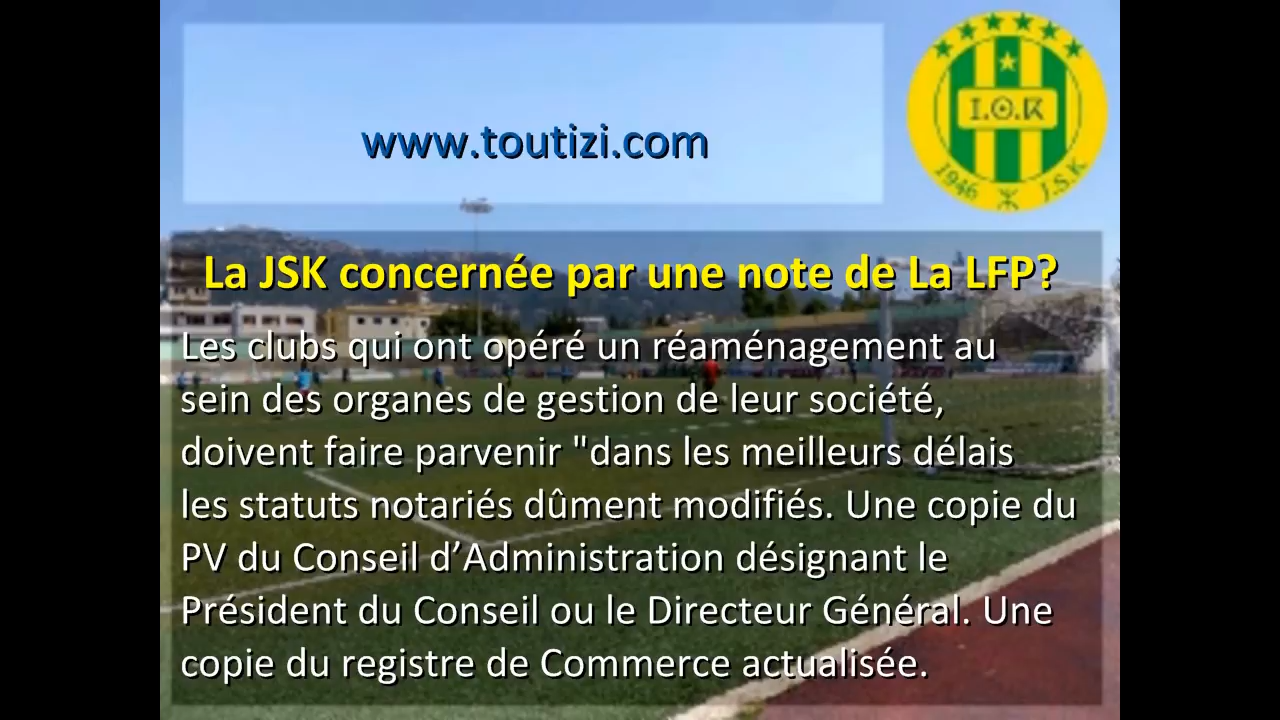 www.toutizi.com
I.ⵙ.K
1946 ⵣ J.S.K
La JSK concernée par une note de La LFP?
Les clubs qui ont opéré un réaménagement au
sein des organes de gestion de leur société,
doivent faire parvenir "dans les meilleurs délais
les statuts notariés dûment modifiés. Une copie du
PV du Conseil d’Administration désignant le
Président du Conseil ou le Directeur Général. Une
copie du registre de Commerce actualisée.